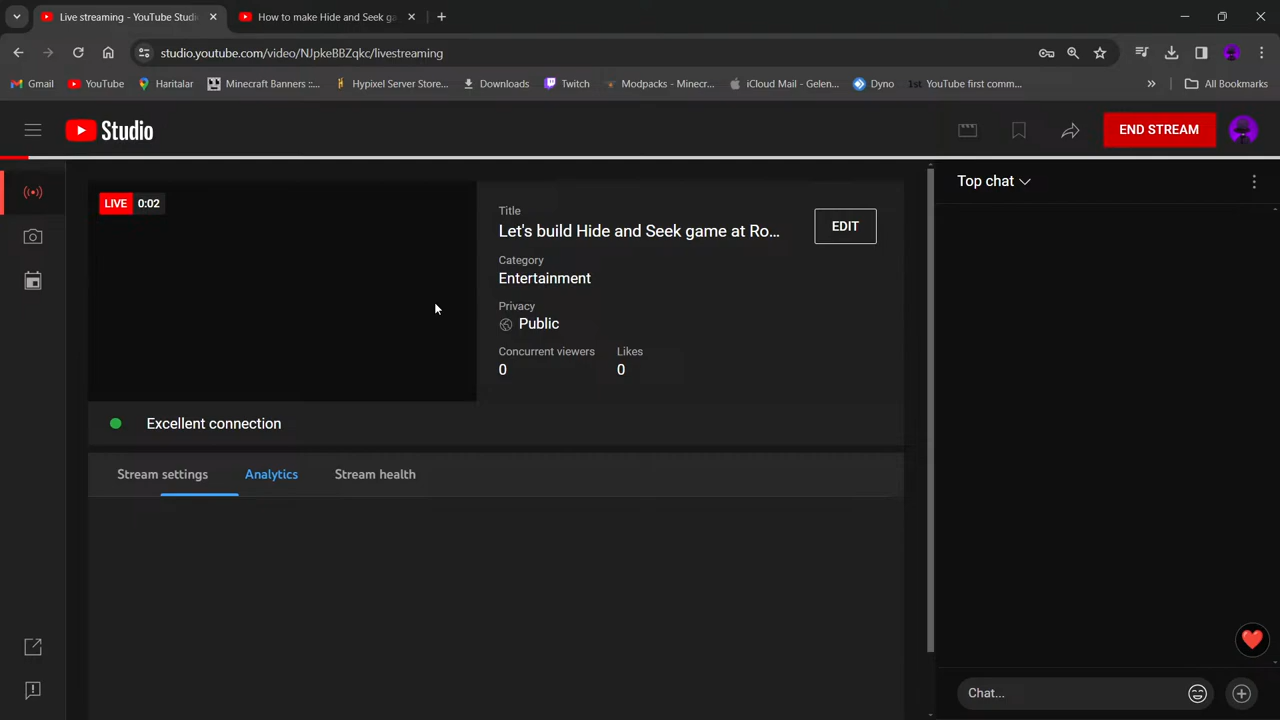 Live streaming - YouTube Studi
How to make Hide and Seek ga
studio.youtube.com/video/NJpkeBBZqkc/livestreaming
Gmail
YouTube
Haritalar
Minecraft Banners ::...
Hypixel Server Store...
Downloads
Twitch
Modpacks - Minecr...
iCloud Mail - Gelen...
Dyno
1st YouTube first comm...
All Bookmarks
Studio
END STREAM
LIVE 0:02
Title
Let's build Hide and Seek game at Ro...
EDIT
Category
Entertainment
Privacy
Public
Concurrent viewers Likes
0 0
Excellent connection
Stream settings Analytics Stream health
Top chat
Chat...